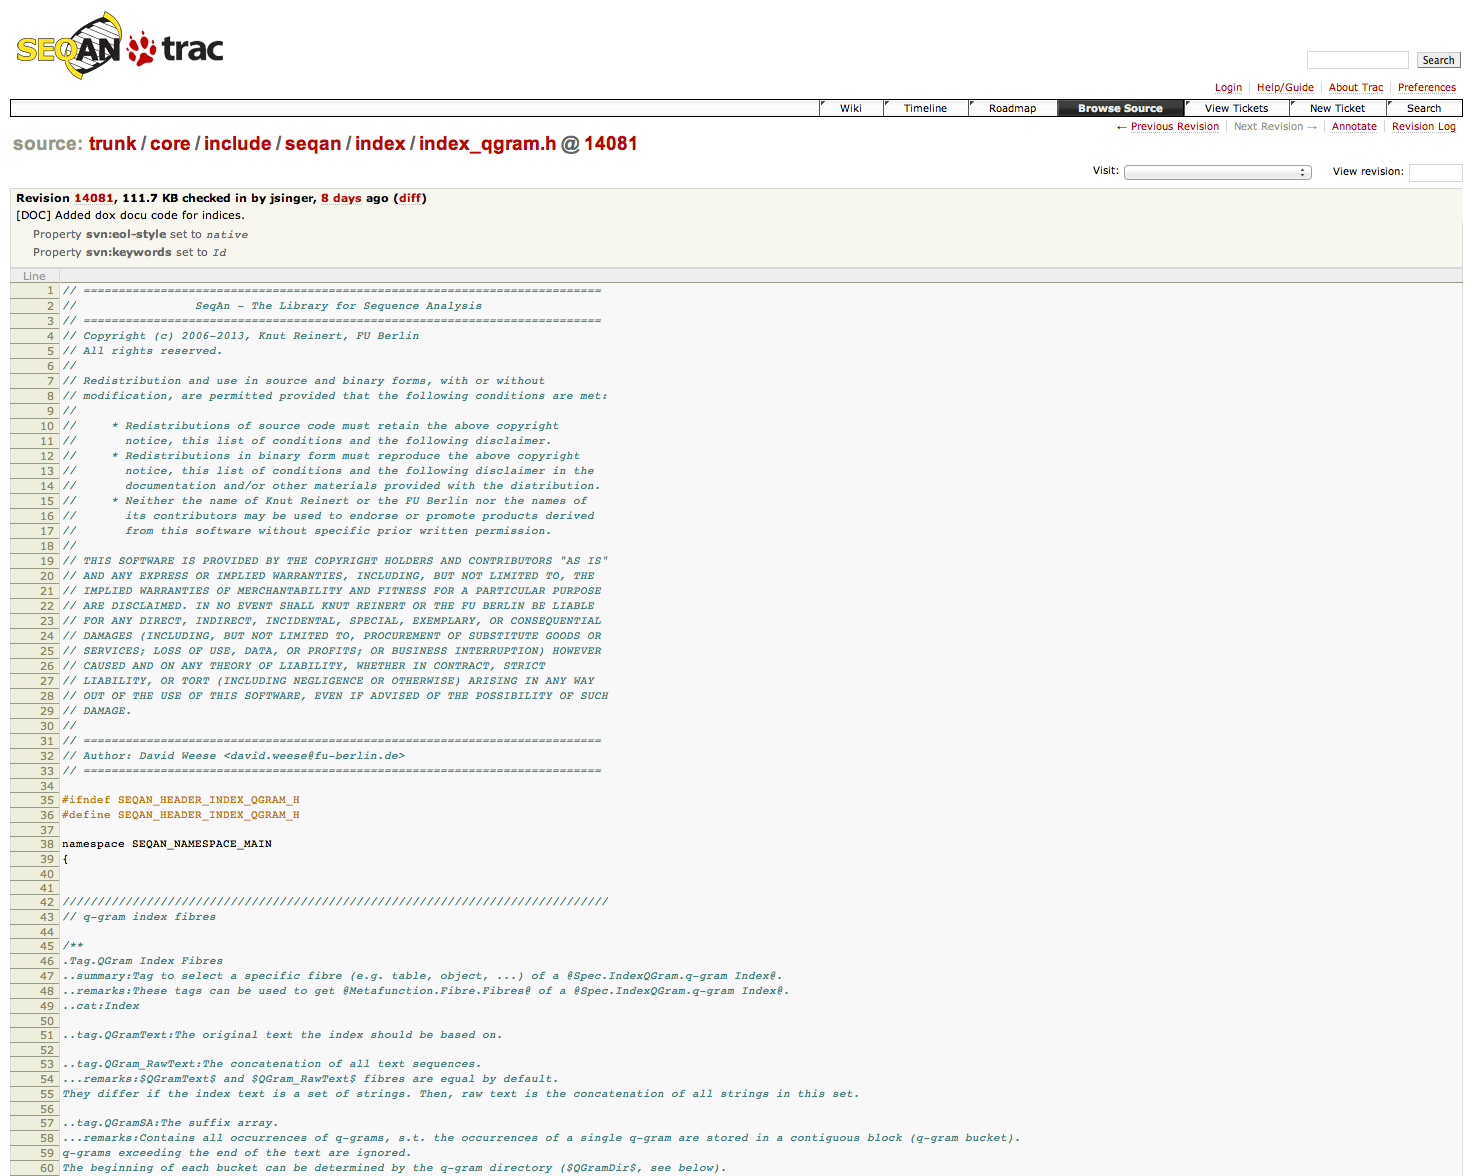 SEQAN trac
Search
Login Help/Guide About Trac Preferences
Wiki Timeline Roadmap Browse Source View Tickets New Ticket Search
← Previous Revision Next Revision → Annotate Revision Log
source: trunk / core / include / seqan / index / index_qgram.h @ 14081
Visit: View revision:
Revision 14081, 111.7 KB checked in by jsinger, 8 days ago (diff)
[DOC] Added dox docu code for indices.
Property svn:eol-style set to native
Property svn:keywords set to Id
Line
1 // ==========================================================================
2 // SeqAn - The Library for Sequence Analysis
3 // ==========================================================================
4 // Copyright (c) 2006-2013, Knut Reinert, FU Berlin
5 // All rights reserved.
6 //
7 // Redistribution and use in source and binary forms, with or without
8 // modification, are permitted provided that the following conditions are met:
9 //
10 // * Redistributions of source code must retain the above copyright
11 // notice, this list of conditions and the following disclaimer.
12 // * Redistributions in binary form must reproduce the above copyright
13 // notice, this list of conditions and the following disclaimer in the
14 // documentation and/or other materials provided with the distribution.
15 // * Neither the name of Knut Reinert or the FU Berlin nor the names of
16 // its contributors may be used to endorse or promote products derived
17 // from this software without specific prior written permission.
18 //
19 // THIS SOFTWARE IS PROVIDED BY THE COPYRIGHT HOLDERS AND CONTRIBUTORS "AS IS"
20 // AND ANY EXPRESS OR IMPLIED WARRANTIES, INCLUDING, BUT NOT LIMITED TO, THE
21 // IMPLIED WARRANTIES OF MERCHANTABILITY AND FITNESS FOR A PARTICULAR PURPOSE
22 // ARE DISCLAIMED. IN NO EVENT SHALL KNUT REINERT OR THE FU BERLIN BE LIABLE
23 // FOR ANY DIRECT, INDIRECT, INCIDENTAL, SPECIAL, EXEMPLARY, OR CONSEQUENTIAL
24 // DAMAGES (INCLUDING, BUT NOT LIMITED TO, PROCUREMENT OF SUBSTITUTE GOODS OR
25 // SERVICES; LOSS OF USE, DATA, OR PROFITS; OR BUSINESS INTERRUPTION) HOWEVER
26 // CAUSED AND ON ANY THEORY OF LIABILITY, WHETHER IN CONTRACT, STRICT
27 // LIABILITY, OR TORT (INCLUDING NEGLIGENCE OR OTHERWISE) ARISING IN ANY WAY
28 // OUT OF THE USE OF THIS SOFTWARE, EVEN IF ADVISED OF THE POSSIBILITY OF SUCH
29 // DAMAGE.
30 //
31 // ==========================================================================
32 // Author: David Weese <david.weese@fu-berlin.de>
33 // ==========================================================================
34
35 #ifndef SEQAN_HEADER_INDEX_QGRAM_H
36 #define SEQAN_HEADER_INDEX_QGRAM_H
37
38 namespace SEQAN_NAMESPACE_MAIN
39 {
40
41
42 //////////////////////////////////////////////////////////////////////////////
43 // q-gram index fibres
44
45 /**
46 .Tag.QGram Index Fibres
47 ..summary:Tag to select a specific fibre (e.g. table, object, ...) of a @Spec.IndexQGram.q-gram Index@.
48 ..remarks:These tags can be used to get @Metafunction.Fibre.Fibres@ of a @Spec.IndexQGram.q-gram Index@.
49 ..cat:Index
50
51 ..tag.QGramText:The original text the index should be based on.
52
53 ..tag.QGram_RawText:The concatenation of all text sequences.
54 ...remarks:$QGramText$ and $QGram_RawText$ fibres are equal by default.
55 They differ if the index text is a set of strings. Then, raw text is the concatenation of all strings in this set.
56
57 ..tag.QGramSA:The suffix array.
58 ...remarks:Contains all occurrences of q-grams, s.t. the occurrences of a single q-gram are stored in a contiguous block (q-gram bucket).
59 q-grams exceeding the end of the text are ignored.
60 The beginning of each bucket can be determined by the q-gram directory ($QGramDir$, see below).